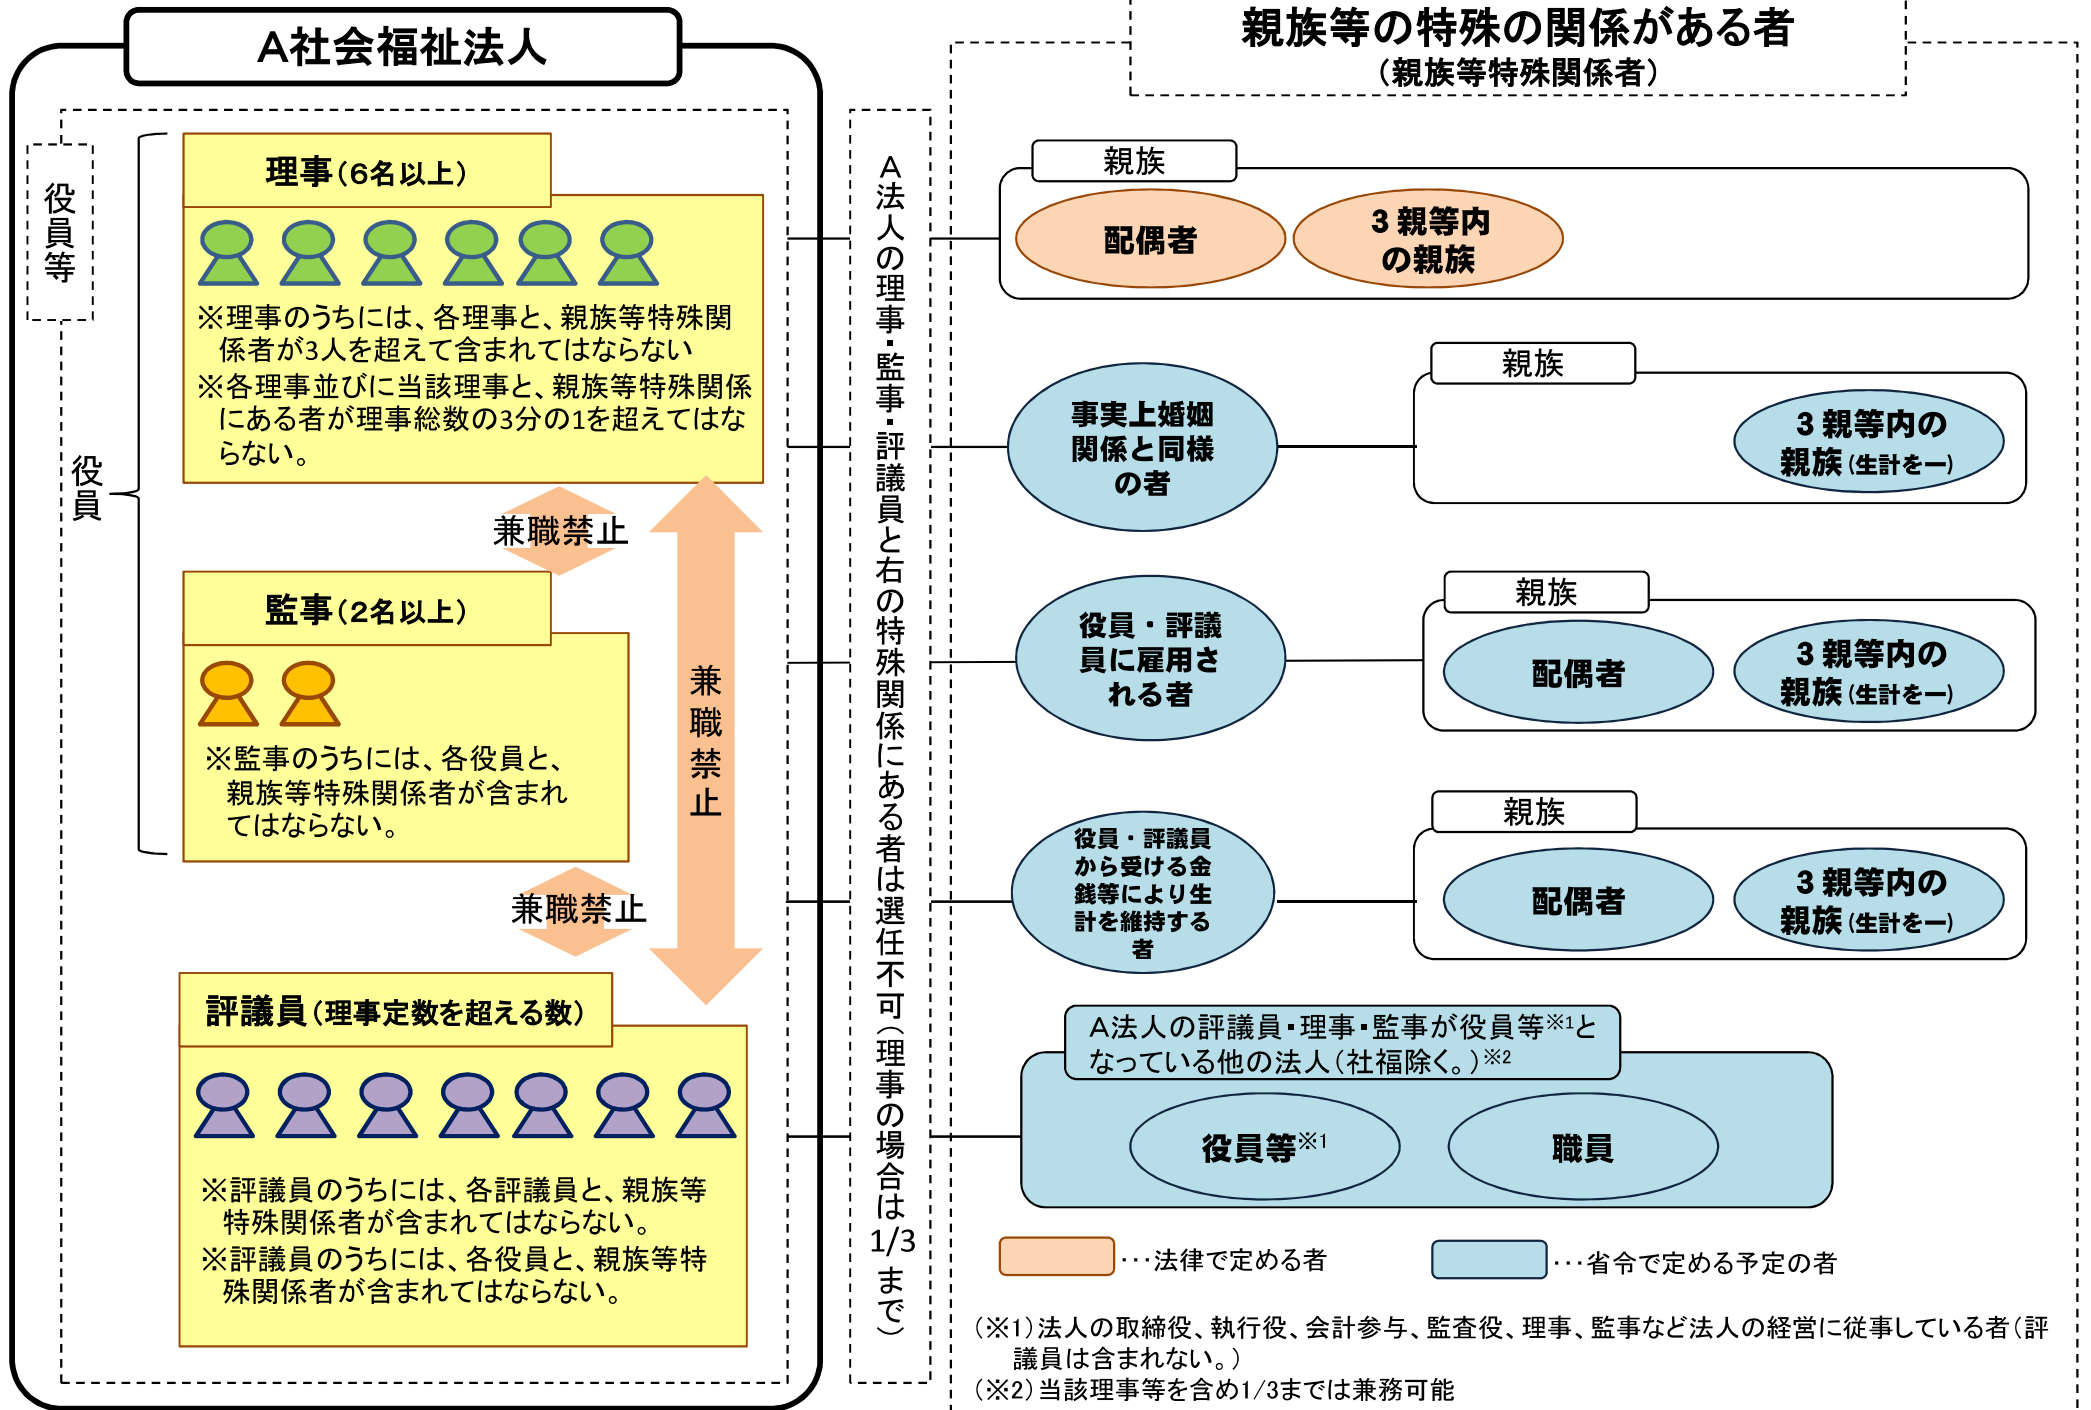 A社会福祉法人
役員等
役員
理事（6名以上）
※理事のうちには、各理事と、親族等特殊関
係者が3人を超えて含まれてはならない
※各理事並びに当該理事と、親族等特殊関係
にある者が理事総数の3分の1を超えてはな
らない。
兼職禁止
監事（2名以上）
※監事のうちには、各役員と、
親族等特殊関係者が含まれ
てはならない。
兼職禁止
兼職禁止
評議員（理事定数を超える数）
※評議員のうちには、各評議員と、親族等
特殊関係者が含まれてはならない。
※評議員のうちには、各役員と、親族等特
殊関係者が含まれてはならない。
A法人の理事・監事・評議員と右の特殊関係にある者は選任不可（理事の場合は1/3まで）
親族等の特殊の関係がある者
（親族等特殊関係者）
親族
配偶者
3親等内
の親族
事実上婚姻
関係と同様
の者
親族
3親等内の
親族(生計を一)
役員・評議
員に雇用さ
れる者
親族
配偶者
3親等内の
親族(生計を一)
役員・評議員
から受ける金
銭等により生
計を維持する
者
親族
配偶者
3親等内の
親族(生計を一)
A法人の評議員・理事・監事が役員等※1と
なっている他の法人（社福除く。）※2
役員等※1
職員
･･･法律で定める者
･･･省令で定める予定の者
（※1）法人の取締役、執行役、会計参与、監査役、理事、監事など法人の経営に従事している者（評
議員は含まれない。）
（※2）当該理事等を含め1/3までは兼務可能